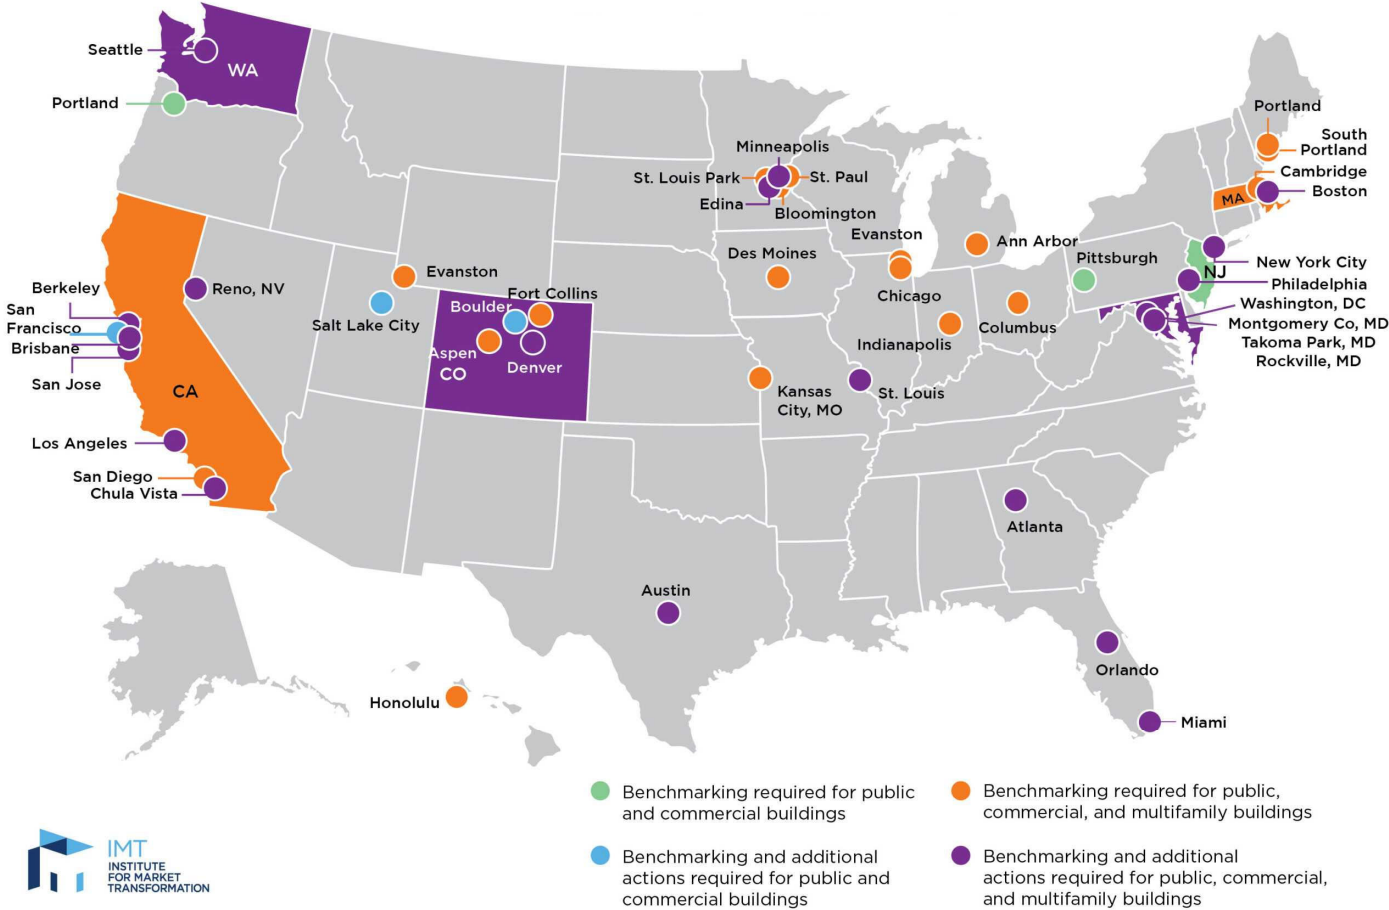 Seattle
WA
Portland
Portland
South
Portland
Minneapolis
St. Louis Park
St. Paul
Edina
Bloomington
Cambridge
MA
Boston
Evanston
Ann Arbor
Des Moines
Pittsburgh
NJ
New York City
Philadelphia
Washington, DC
Montgomery Co, MD
Takoma Park, MD
Rockville, MD
Chicago
Columbus
Indianapolis
Evanston
Reno, NV
Salt Lake City
Fort Collins
Boulder
Aspen
CO
Denver
Berkeley
San
Francisco
Brisbane
San Jose
CA
Kansas
City, MO
St. Louis
Los Angeles
San Diego
Chula Vista
Atlanta
Austin
Orlando
Miami
Honolulu
Benchmarking required for public
and commercial buildings
Benchmarking required for public,
commercial, and multifamily buildings
Benchmarking and additional
actions required for public and
commercial buildings
Benchmarking and additional
actions required for public, commercial,
and multifamily buildings
IMT
INSTITUTE
FOR MARKET
TRANSFORMATION